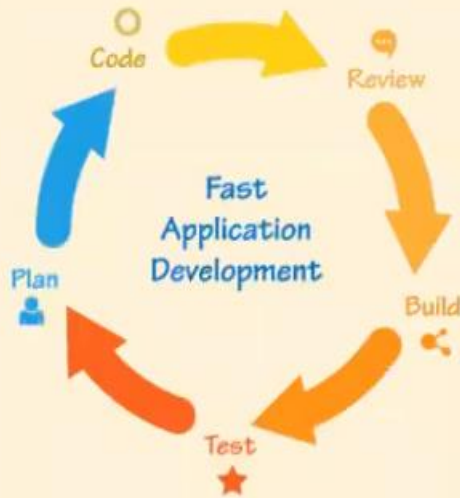 Code
Review
Fast
Application
Development
Plan
Build
Test